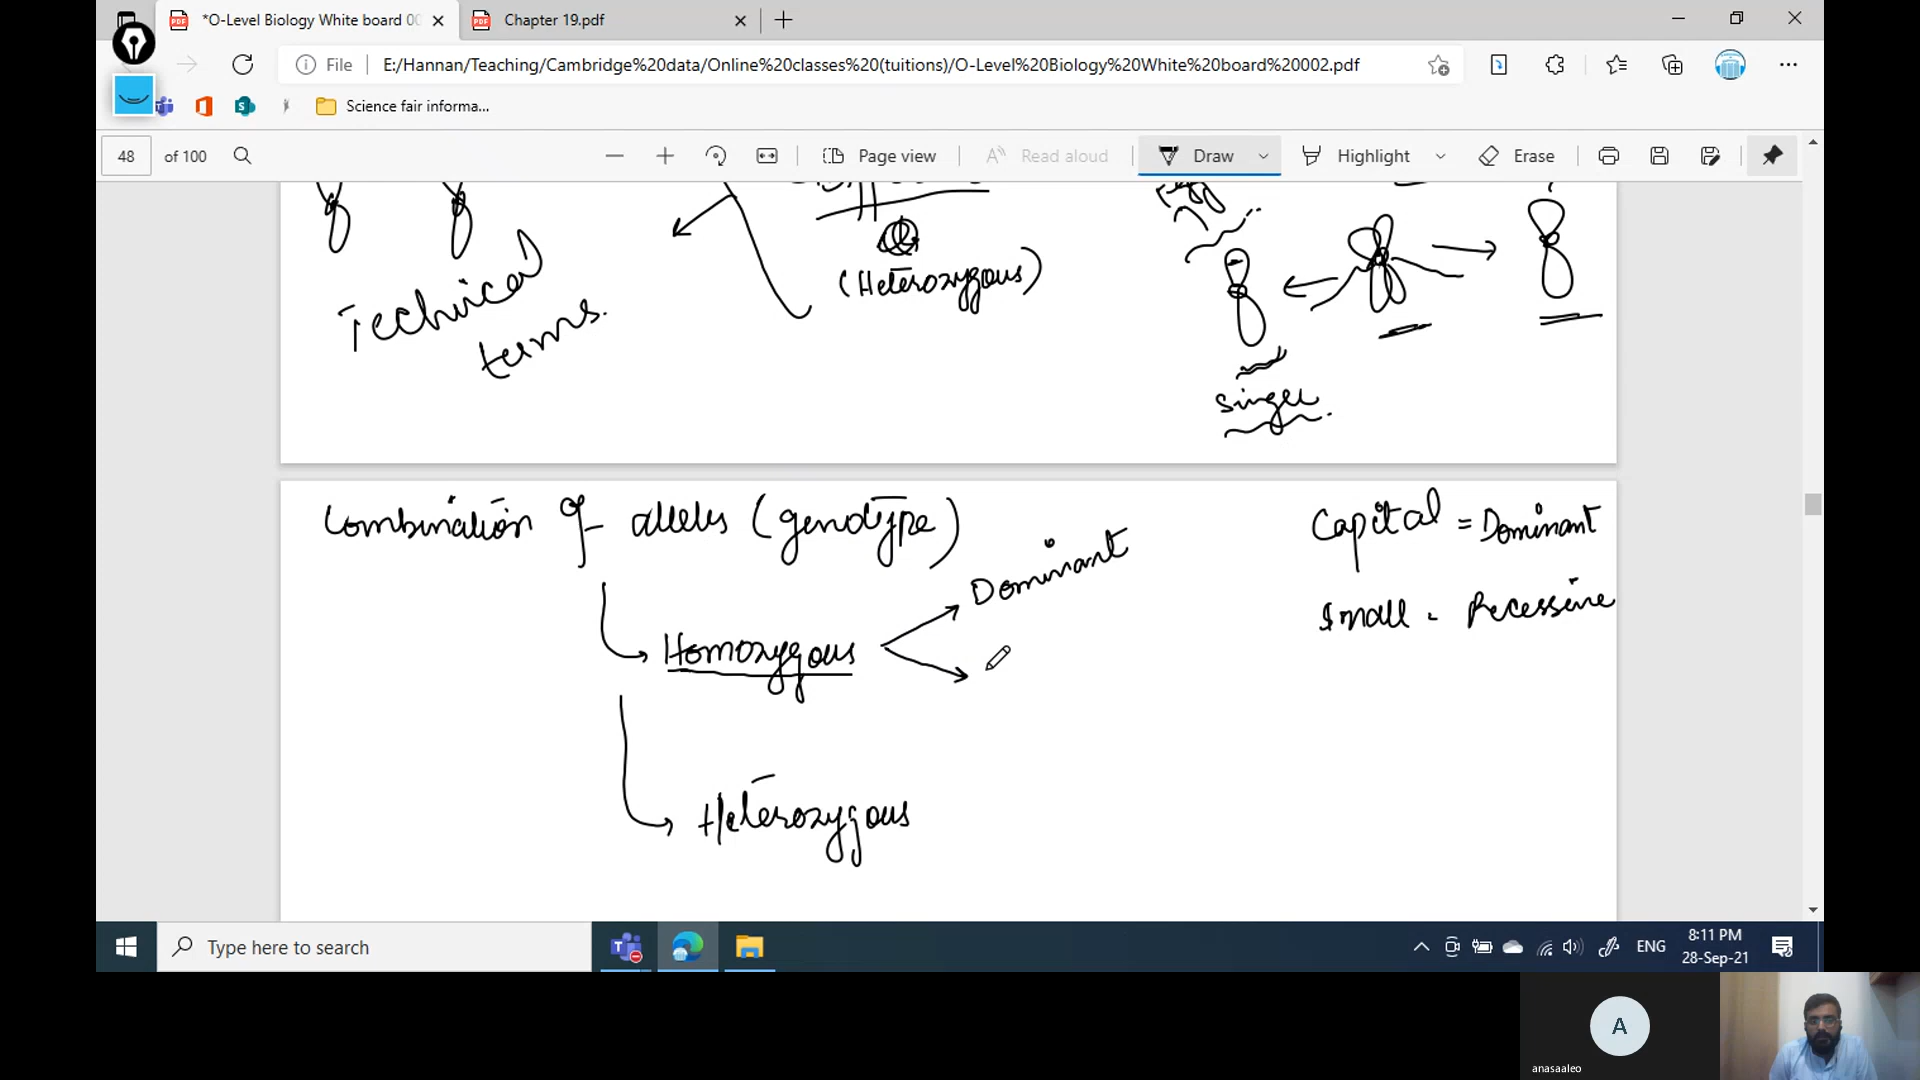 *O-Level Biology White board 00
Chapter 19.pdf
File
E:/Hannan/Teaching/Cambridge%20data/Online%20classes%20(tuitions)/O-Level%20Biology%20White%20board%20002.pdf
Science fair informa...
48 of 100
Page view
Read aloud
Draw
Highlight
Erase
(Heterozygous)
Technical
terms.
Combination of alleles (genotype)
Capital = Dominant
Dominant
Small = Recessive
Homozygous
Heterozygous
Type here to search
ENG
8:11 PM
28-Sep-21
A
anasaaleo